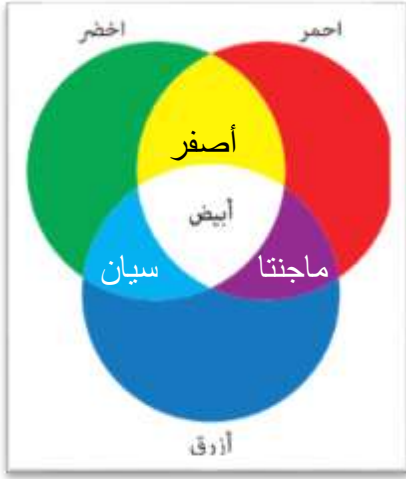 احمر اخضر
أصفر
أبيض
ماجنتا سيان
أزرق